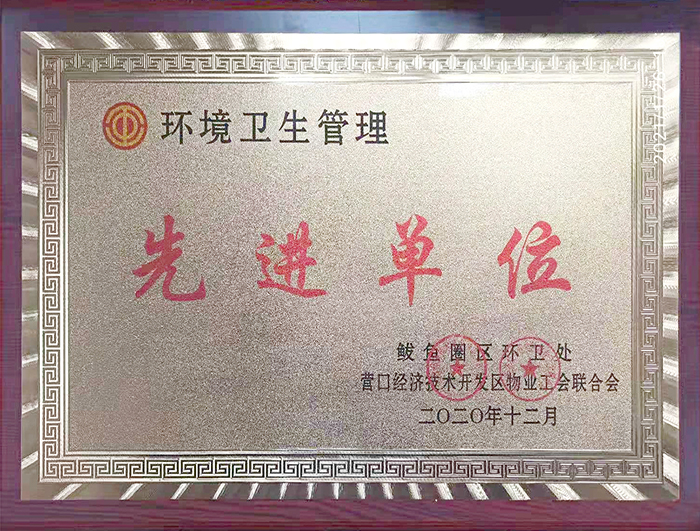 环境卫生管理
先进单位
鲅鱼圈区环卫处
营口经济技术开发区物业工会联合会
二〇二〇年十二月